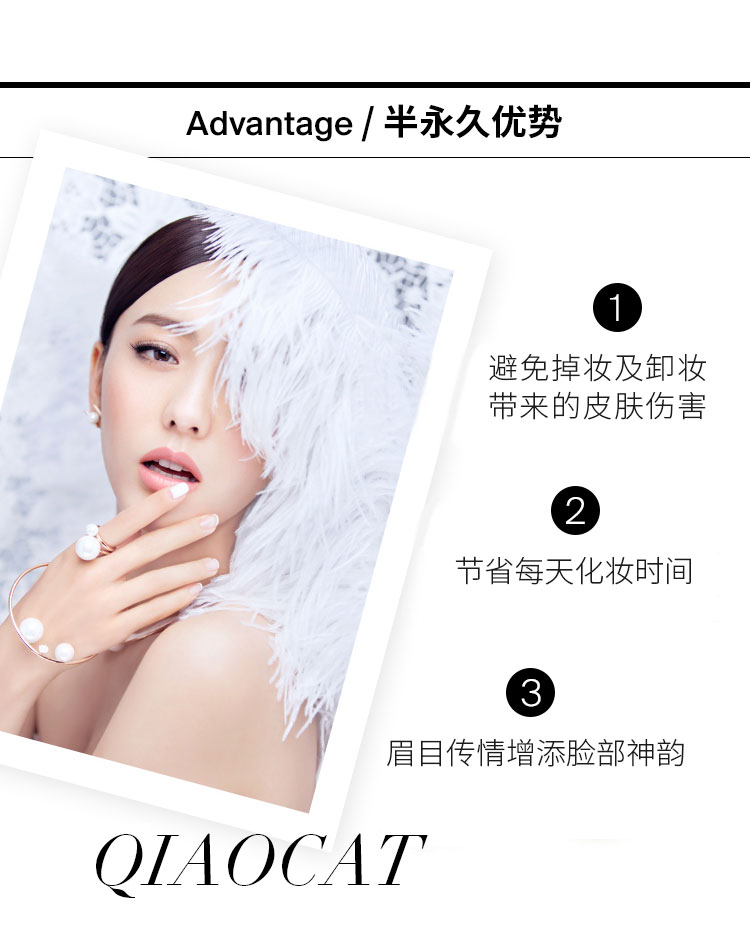 Advantage / 半永久优势
1
避免掉妆及卸妆
带来的皮肤伤害
2
节省每天化妆时间
3
眉目传情增添脸部神韵
QIAOCAT